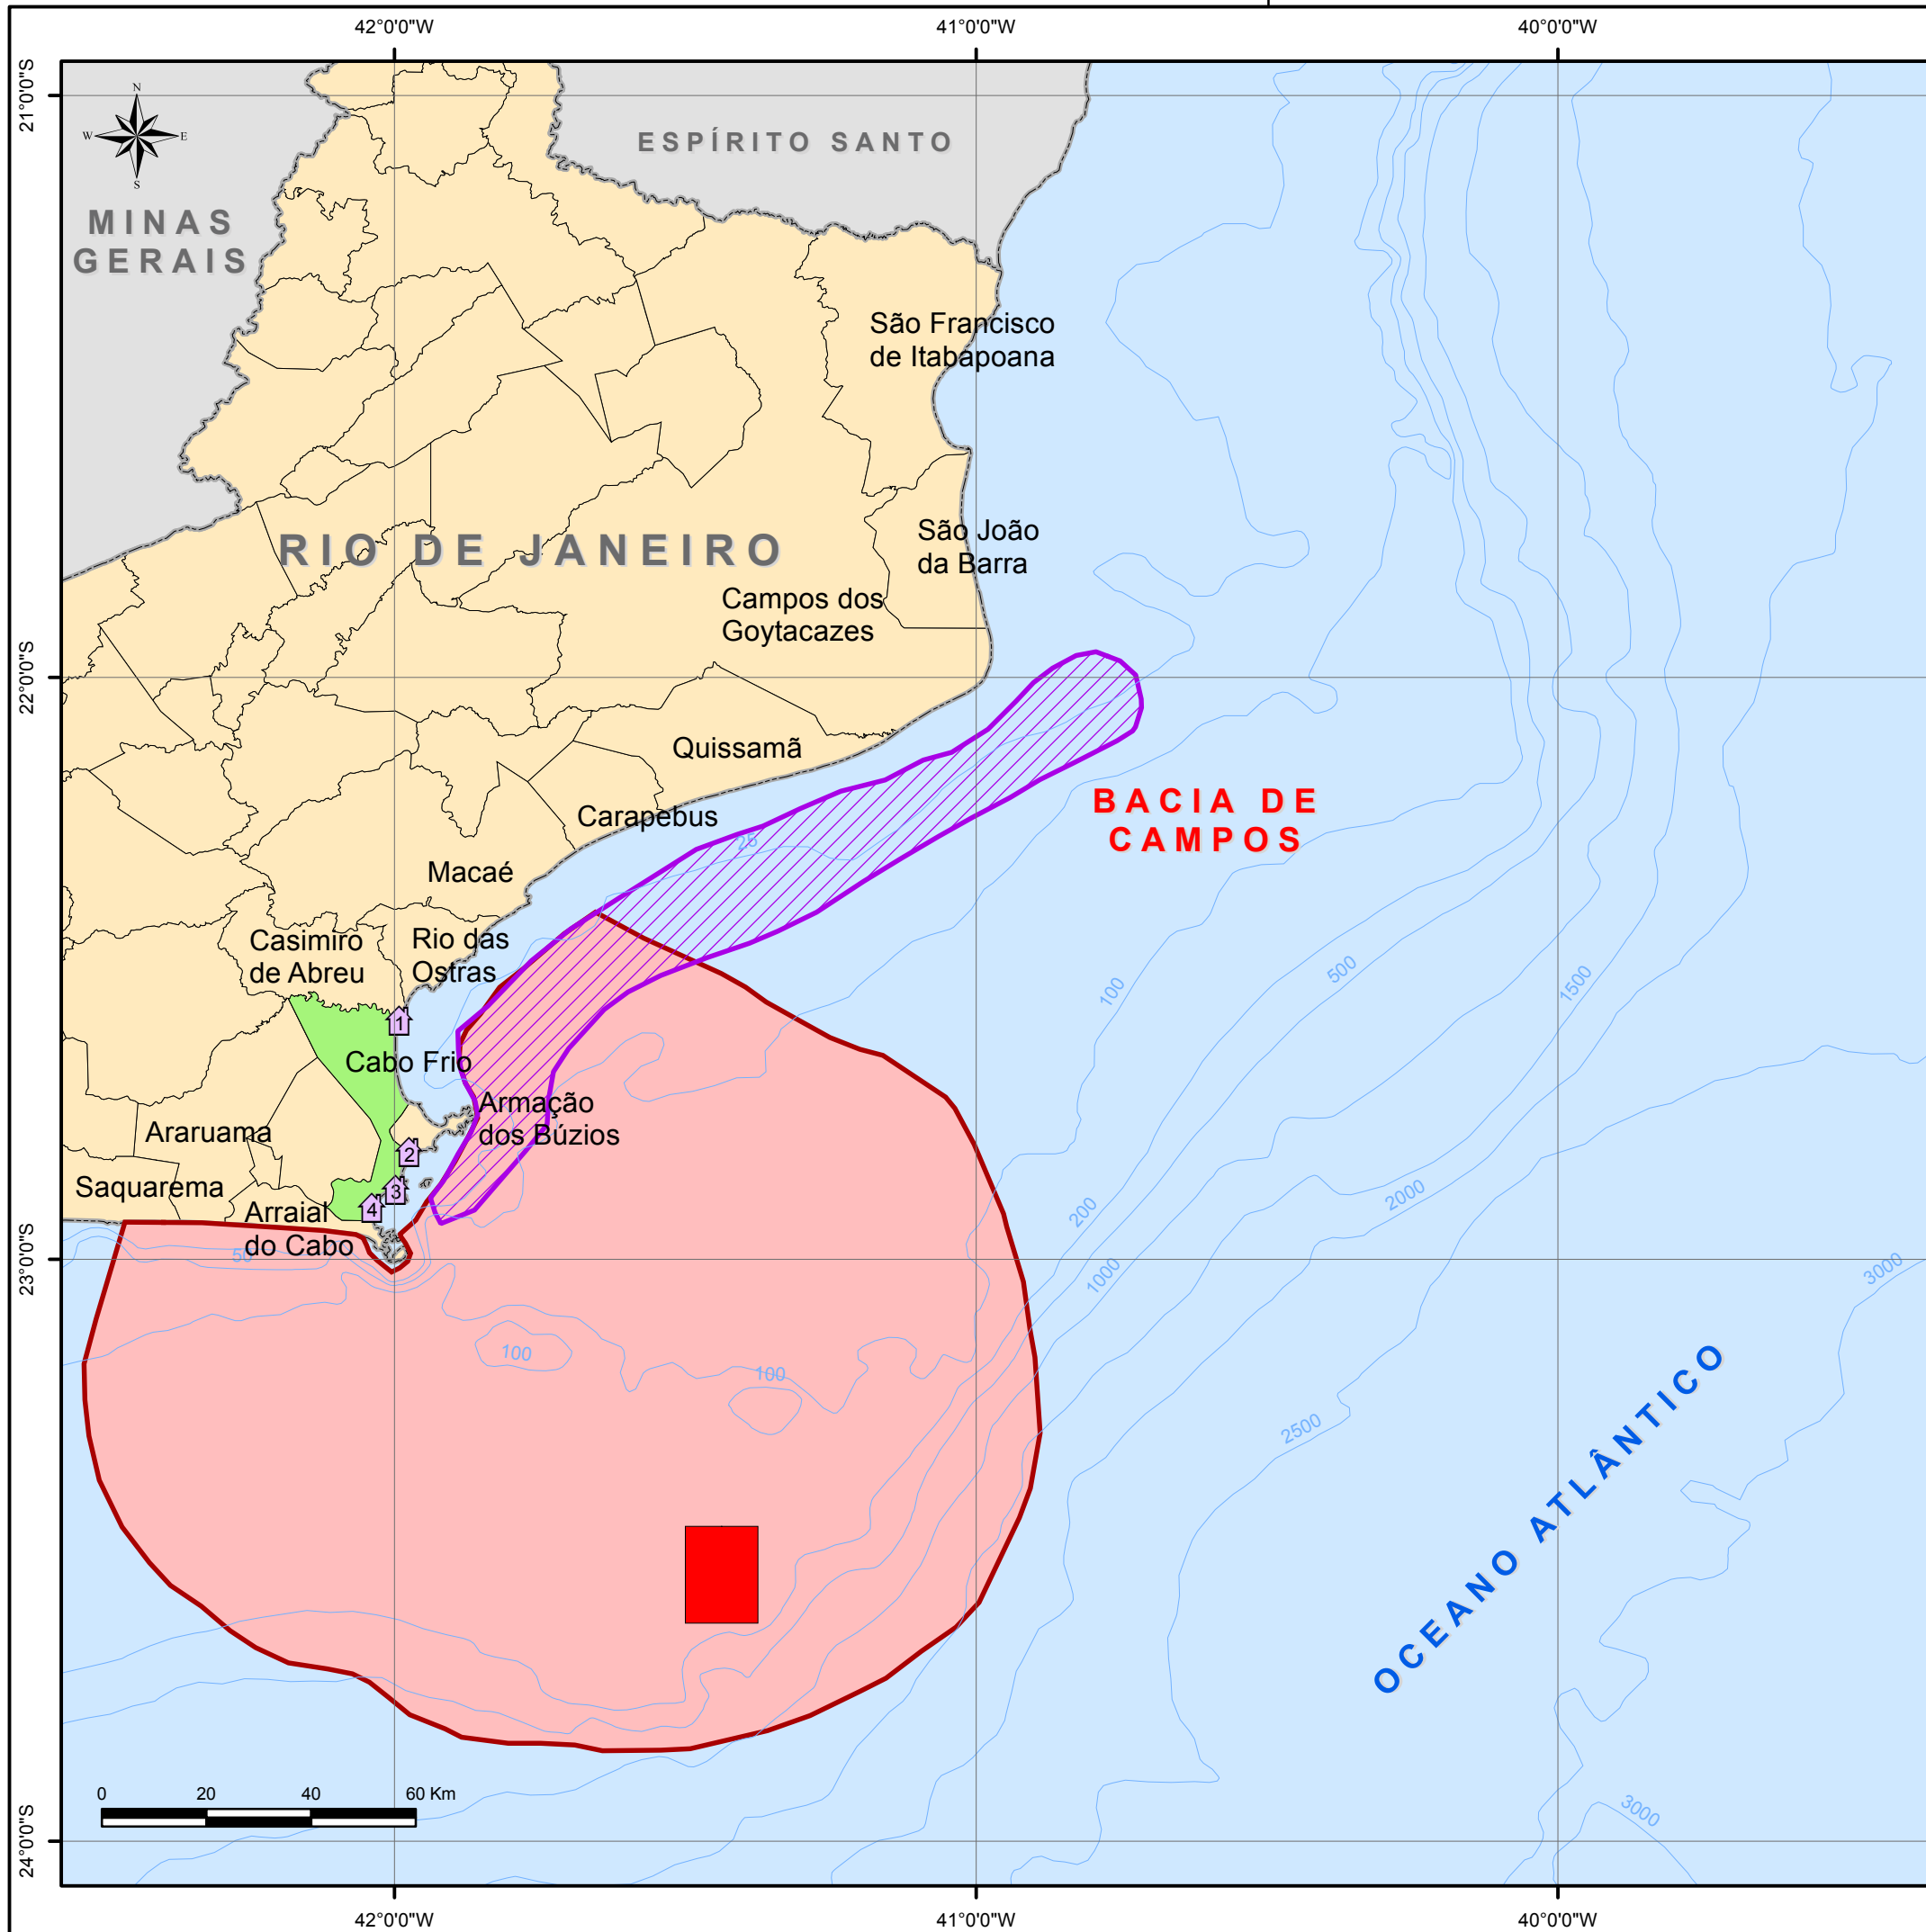 42°0'0"W
41°0'0"W
40°0'0"W
21°0'0"S
22°0'0"S
23°0'0"S
24°0'0"S
N
W
E
S
ESPÍRITO SANTO
MINAS
GERAIS
São Francisco
de Itabapoana
RIO DE JANEIRO
São João
da Barra
Campos dos
Goytacazes
Quissamã
BACIA DE
CAMPOS
Carapebus
25
Macaé
Casimiro
de Abreu
Rio das
Ostras
100
500
1500
1
Cabo Frio
Armação
dos Búzios
Araruama
2
Saquarema
3
4
Arraial
do Cabo
50
200
2000
1000
3000
100
100
2500
OCEANO ATLÂNTICO
0
20
40
60 Km
3000
42°0'0"W
41°0'0"W
40°0'0"W